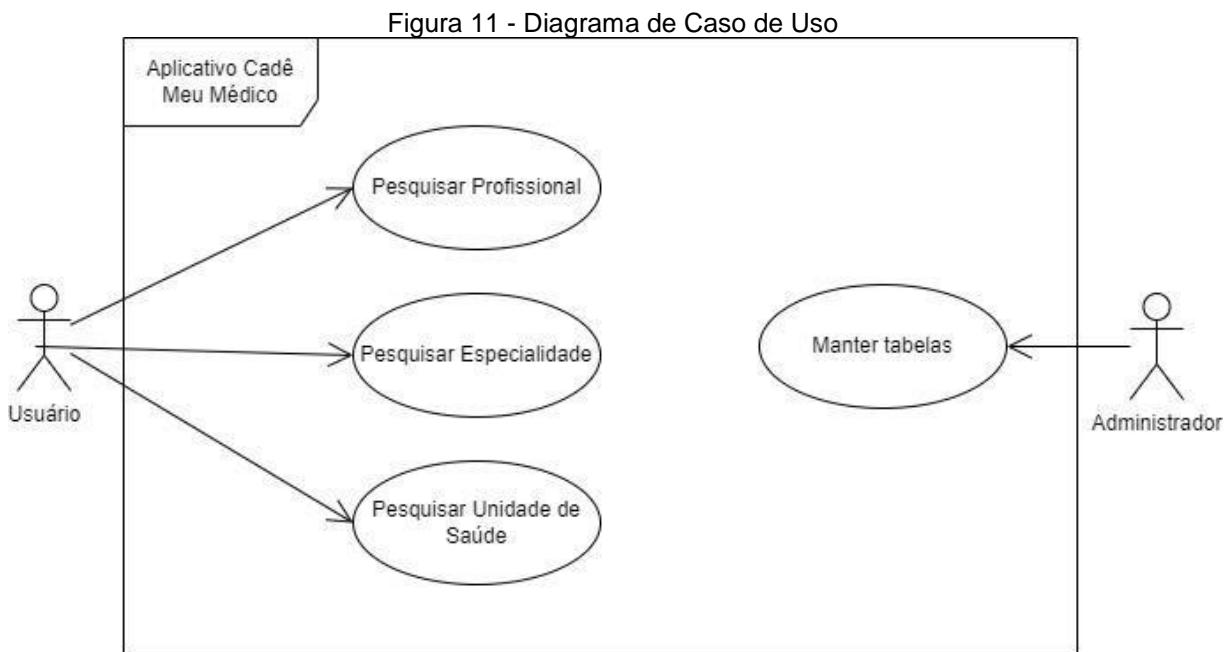 Figura 11 - Diagrama de Caso de Uso
Aplicativo Cadê
Meu Médico
Pesquisar Profissional
Pesquisar Especialidade
Manter tabelas
Usuário
Administrador
Pesquisar Unidade de
Saúde